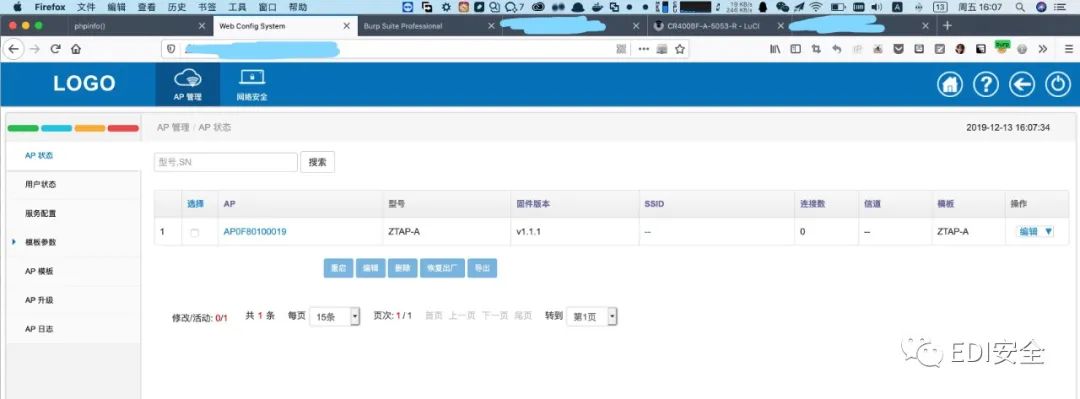 Firefox 文件 编辑 查看 历史 书签 工具 窗口 帮助 19 KB/s 246 KB/s 13 周五 16:07
phpinfo() Web Config System Burp Suite Professional CR400BF-A-5053-R - LuCI
LOGO AP 管理 网络安全
AP 管理 / AP 状态 2019-12-13 16:07:34
AP 状态
用户状态
服务配置
模板参数
AP 模板
AP 升级
AP 日志
型号,SN 搜索
选择 AP 型号 固件版本 SSID 连接数 信道 模板 操作
1 AP0F80100019 ZTAP-A v1.1.1 -- 0 -- ZTAP-A 编辑
重启 编辑 删除 恢复出厂 导出
修改/活动: 0/1 共 1 条 每页 15条 页次: 1 / 1 首页 上一页 下一页 尾页 转到 第1页
EDI安全